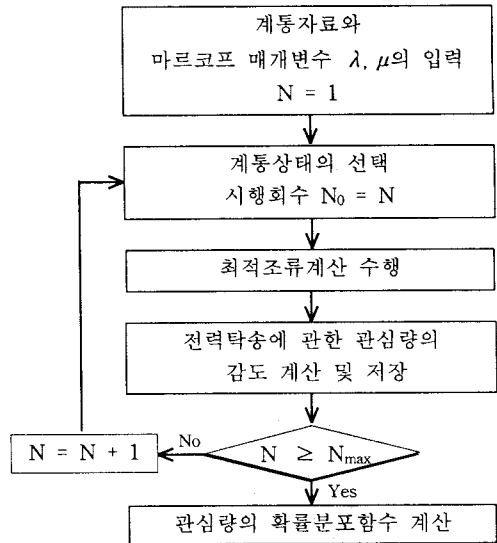 계통자료와
마르코프 매개변수 λ, μ의 입력
N = 1
계통상태의 선택
시행회수 N₀ = N
최적조류계산 수행
전력탁송에 관한 관심량의
감도 계산 및 저장
N ≥ Nmax
No
N = N + 1
Yes
관심량의 확률분포함수 계산